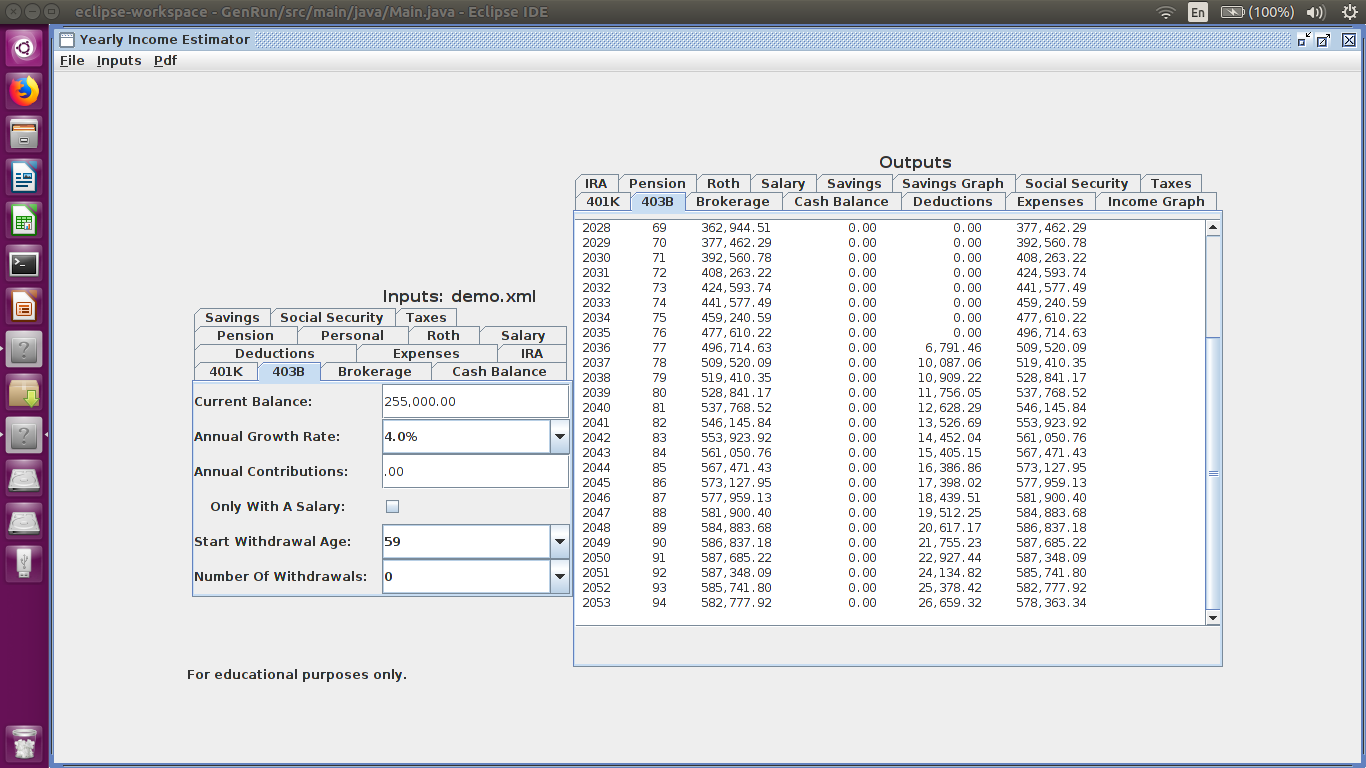 eclipse-workspace - GenRun/src/main/java/Main.java - Eclipse IDE
En
(100%)
Yearly Income Estimator
File Inputs Pdf
Inputs: demo.xml
Savings Social Security Taxes
Pension Personal Roth Salary
Deductions Expenses IRA
401K 403B Brokerage Cash Balance
Current Balance: 255,000.00
Annual Growth Rate: 4.0%
Annual Contributions: .00
Only With A Salary:
Start Withdrawal Age: 59
Number Of Withdrawals: 0
For educational purposes only.
Outputs
IRA Pension Roth Salary Savings Savings Graph Social Security Taxes
401K 403B Brokerage Cash Balance Deductions Expenses Income Graph
2028 69 362,944.51 0.00 0.00 377,462.29
2029 70 377,462.29 0.00 0.00 392,560.78
2030 71 392,560.78 0.00 0.00 408,263.22
2031 72 408,263.22 0.00 0.00 424,593.74
2032 73 424,593.74 0.00 0.00 441,577.49
2033 74 441,577.49 0.00 0.00 459,240.59
2034 75 459,240.59 0.00 0.00 477,610.22
2035 76 477,610.22 0.00 0.00 496,714.63
2036 77 496,714.63 0.00 6,791.46 509,520.09
2037 78 509,520.09 0.00 10,087.06 519,410.35
2038 79 519,410.35 0.00 10,909.22 528,841.17
2039 80 528,841.17 0.00 11,756.05 537,768.52
2040 81 537,768.52 0.00 12,628.29 546,145.84
2041 82 546,145.84 0.00 13,526.69 553,923.92
2042 83 553,923.92 0.00 14,452.04 561,050.76
2043 84 561,050.76 0.00 15,405.15 567,471.43
2044 85 567,471.43 0.00 16,386.86 573,127.95
2045 86 573,127.95 0.00 17,398.02 577,959.13
2046 87 577,959.13 0.00 18,439.51 581,900.40
2047 88 581,900.40 0.00 19,512.25 584,883.68
2048 89 584,883.68 0.00 20,617.17 586,837.18
2049 90 586,837.18 0.00 21,755.23 587,685.22
2050 91 587,685.22 0.00 22,927.44 587,348.09
2051 92 587,348.09 0.00 24,134.82 585,741.80
2052 93 585,741.80 0.00 25,378.42 582,777.92
2053 94 582,777.92 0.00 26,659.32 578,363.34